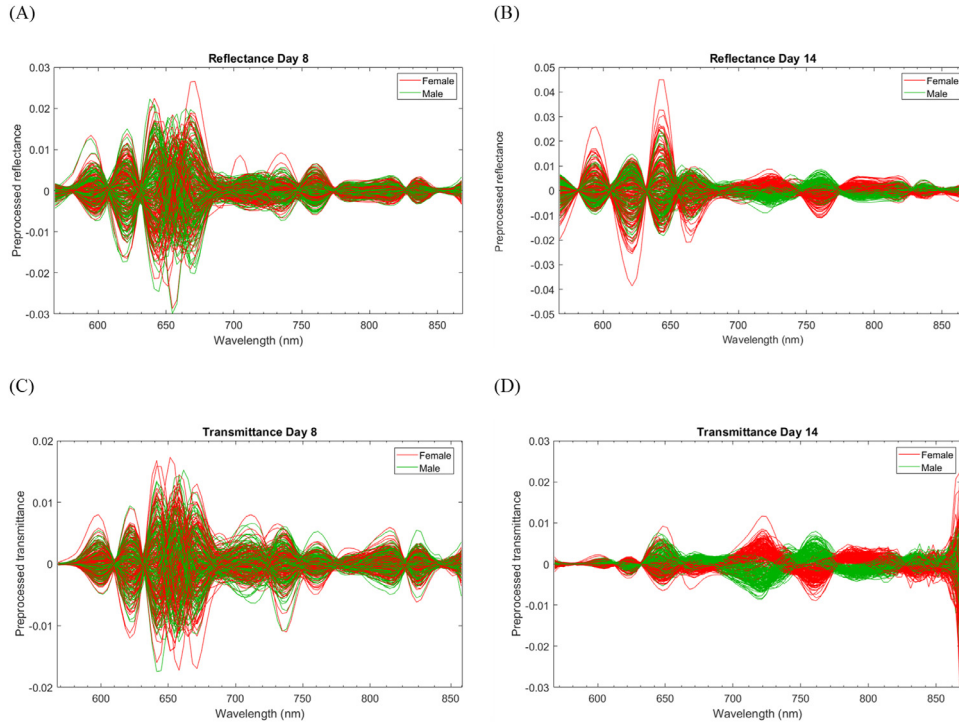 (A)
Reflectance Day 8
0.03
0.02
0.01
0
-0.01
-0.02
-0.03
600 650 700 750 800 850
Wavelength (nm)
Preprocessed reflectance
Female
Male
(B)
Reflectance Day 14
0.05
0.04
0.03
0.02
0.01
0
-0.01
-0.02
-0.03
-0.04
-0.05
600 650 700 750 800 850
Wavelength (nm)
Preprocessed reflectance
Female
Male
(C)
Transmittance Day 8
0.02
0.01
0
-0.01
-0.02
600 650 700 750 800 850
Wavelength (nm)
Preprocessed transmittance
Female
Male
(D)
Transmittance Day 14
0.03
0.02
0.01
0
-0.01
-0.02
-0.03
600 650 700 750 800 850
Wavelength (nm)
Preprocessed transmittance
Female
Male